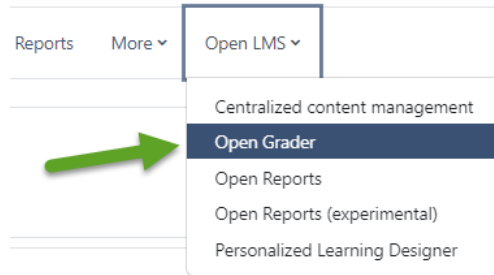 Reports More Open LMS
Centralized content management
Open Grader
Open Reports
Open Reports (experimental)
Personalized Learning Designer